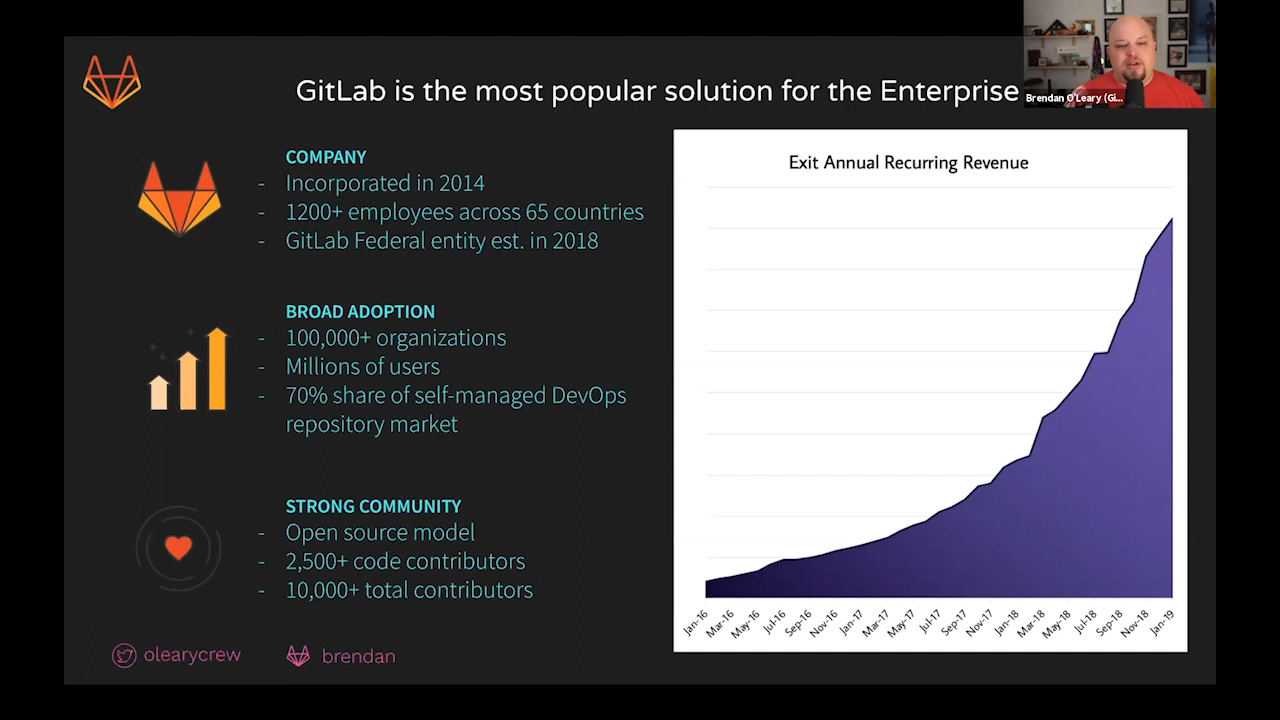 GitLab is the most popular solution for the Enterprise
Brendan O'Leary (Gi...
COMPANY
- Incorporated in 2014
- 1200+ employees across 65 countries
- GitLab Federal entity est. in 2018
BROAD ADOPTION
- 100,000+ organizations
- Millions of users
- 70% share of self-managed DevOps
repository market
STRONG COMMUNITY
- Open source model
- 2,500+ code contributors
- 10,000+ total contributors
olearycrew
brendan
Exit Annual Recurring Revenue
Jan-16
Mar-16
May-16
Jul-16
Sep-16
Nov-16
Jan-17
Mar-17
May-17
Jul-17
Sep-17
Nov-17
Jan-18
Mar-18
May-18
Jul-18
Sep-18
Nov-18
Jan-19